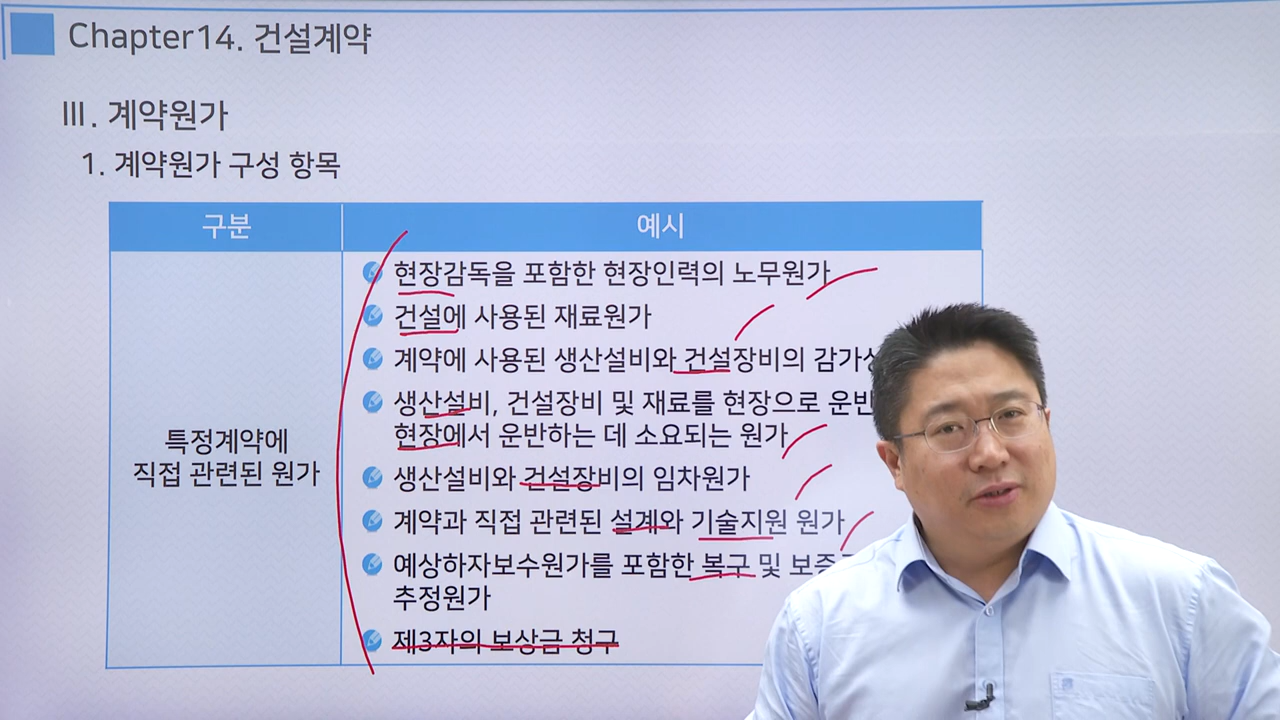 Chapter14. 건설계약
Ⅲ. 계약원가
1. 계약원가 구성 항목
구분
예시
특정계약에
직접 관련된 원가
현장감독을 포함한 현장인력의 노무원가
건설에 사용된 재료원가
계약에 사용된 생산설비와 건설장비의
생산설비, 건설장비 및 재료를 현장으로
현장에서 운반하는 데 소요되는 원가
생산설비와 건설장비의 임차원가
계약과 직접 관련된 설계와 기술지원 원가
예상하자보수원가를 포함한 복구 및
추정원가
제3자의 보상금 청구